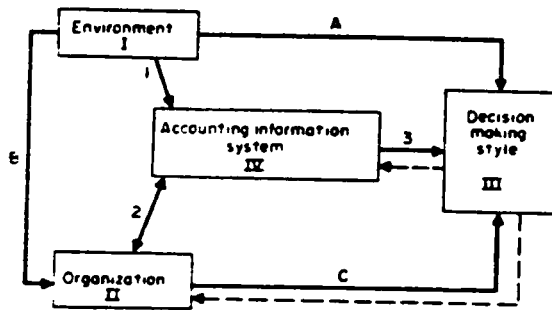 Environment
I
A
1
Accounting information
system
IV
3
Decision
making
style
III
B
2
Organization
II
C